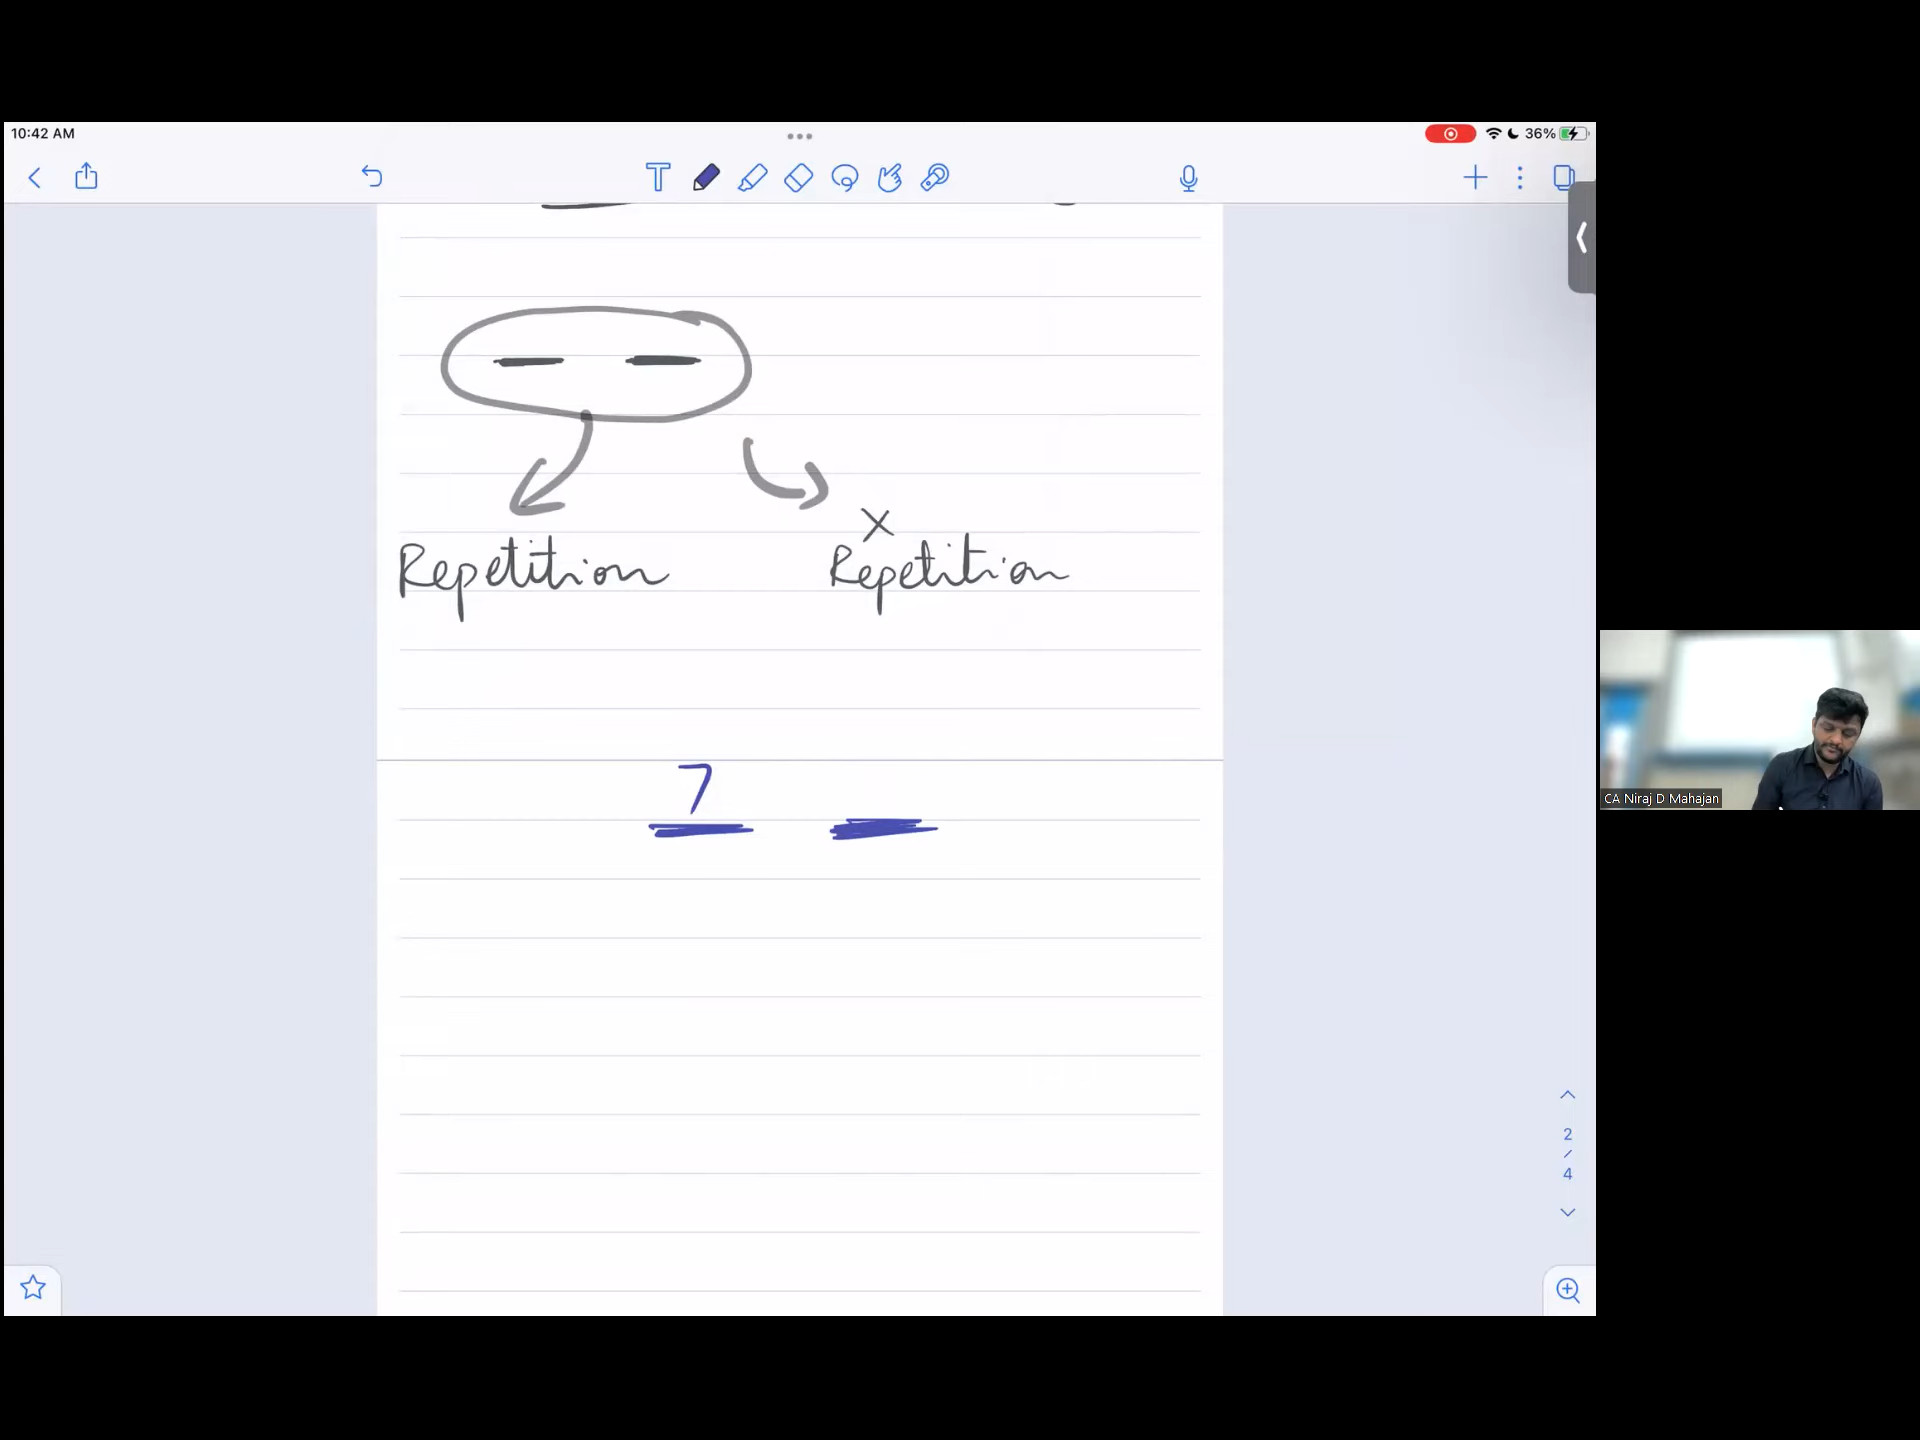 10:42 AM
36%
T
X
Repetition
Repetition
7
CA Niraj D Mahajan
2
/
4